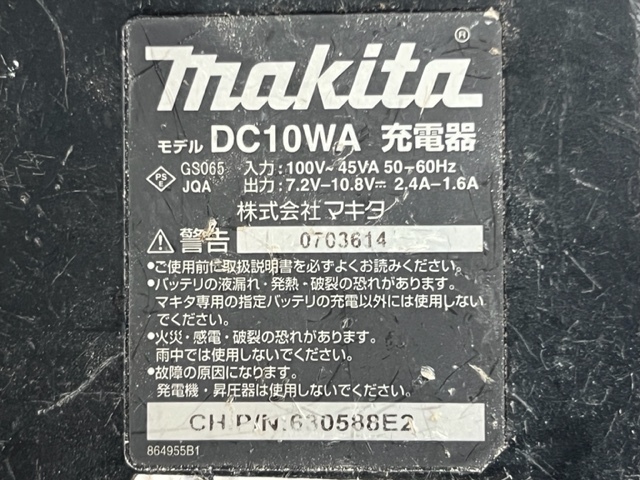 makita®
モデル DC10WA 充電器
PSE GS065 入力:100V~45VA 50-60Hz
JQA 出力:7.2V-10.8V⎓2.4A-1.6A
株式会社マキタ
⚠警告 0703614
●ご使用前に取扱説明書を必ずよくお読みください。
●バッテリの液漏れ・発熱・破裂の恐れがあります。
マキタ専用の指定バッテリの充電以外には使用しない
でください。
●火災・感電・破裂の恐れがあります。
雨中では使用しないでください。
●故障の原因になります。
発電機・昇圧器は使用しないでください。
CH P/N:630588E2
864955B1